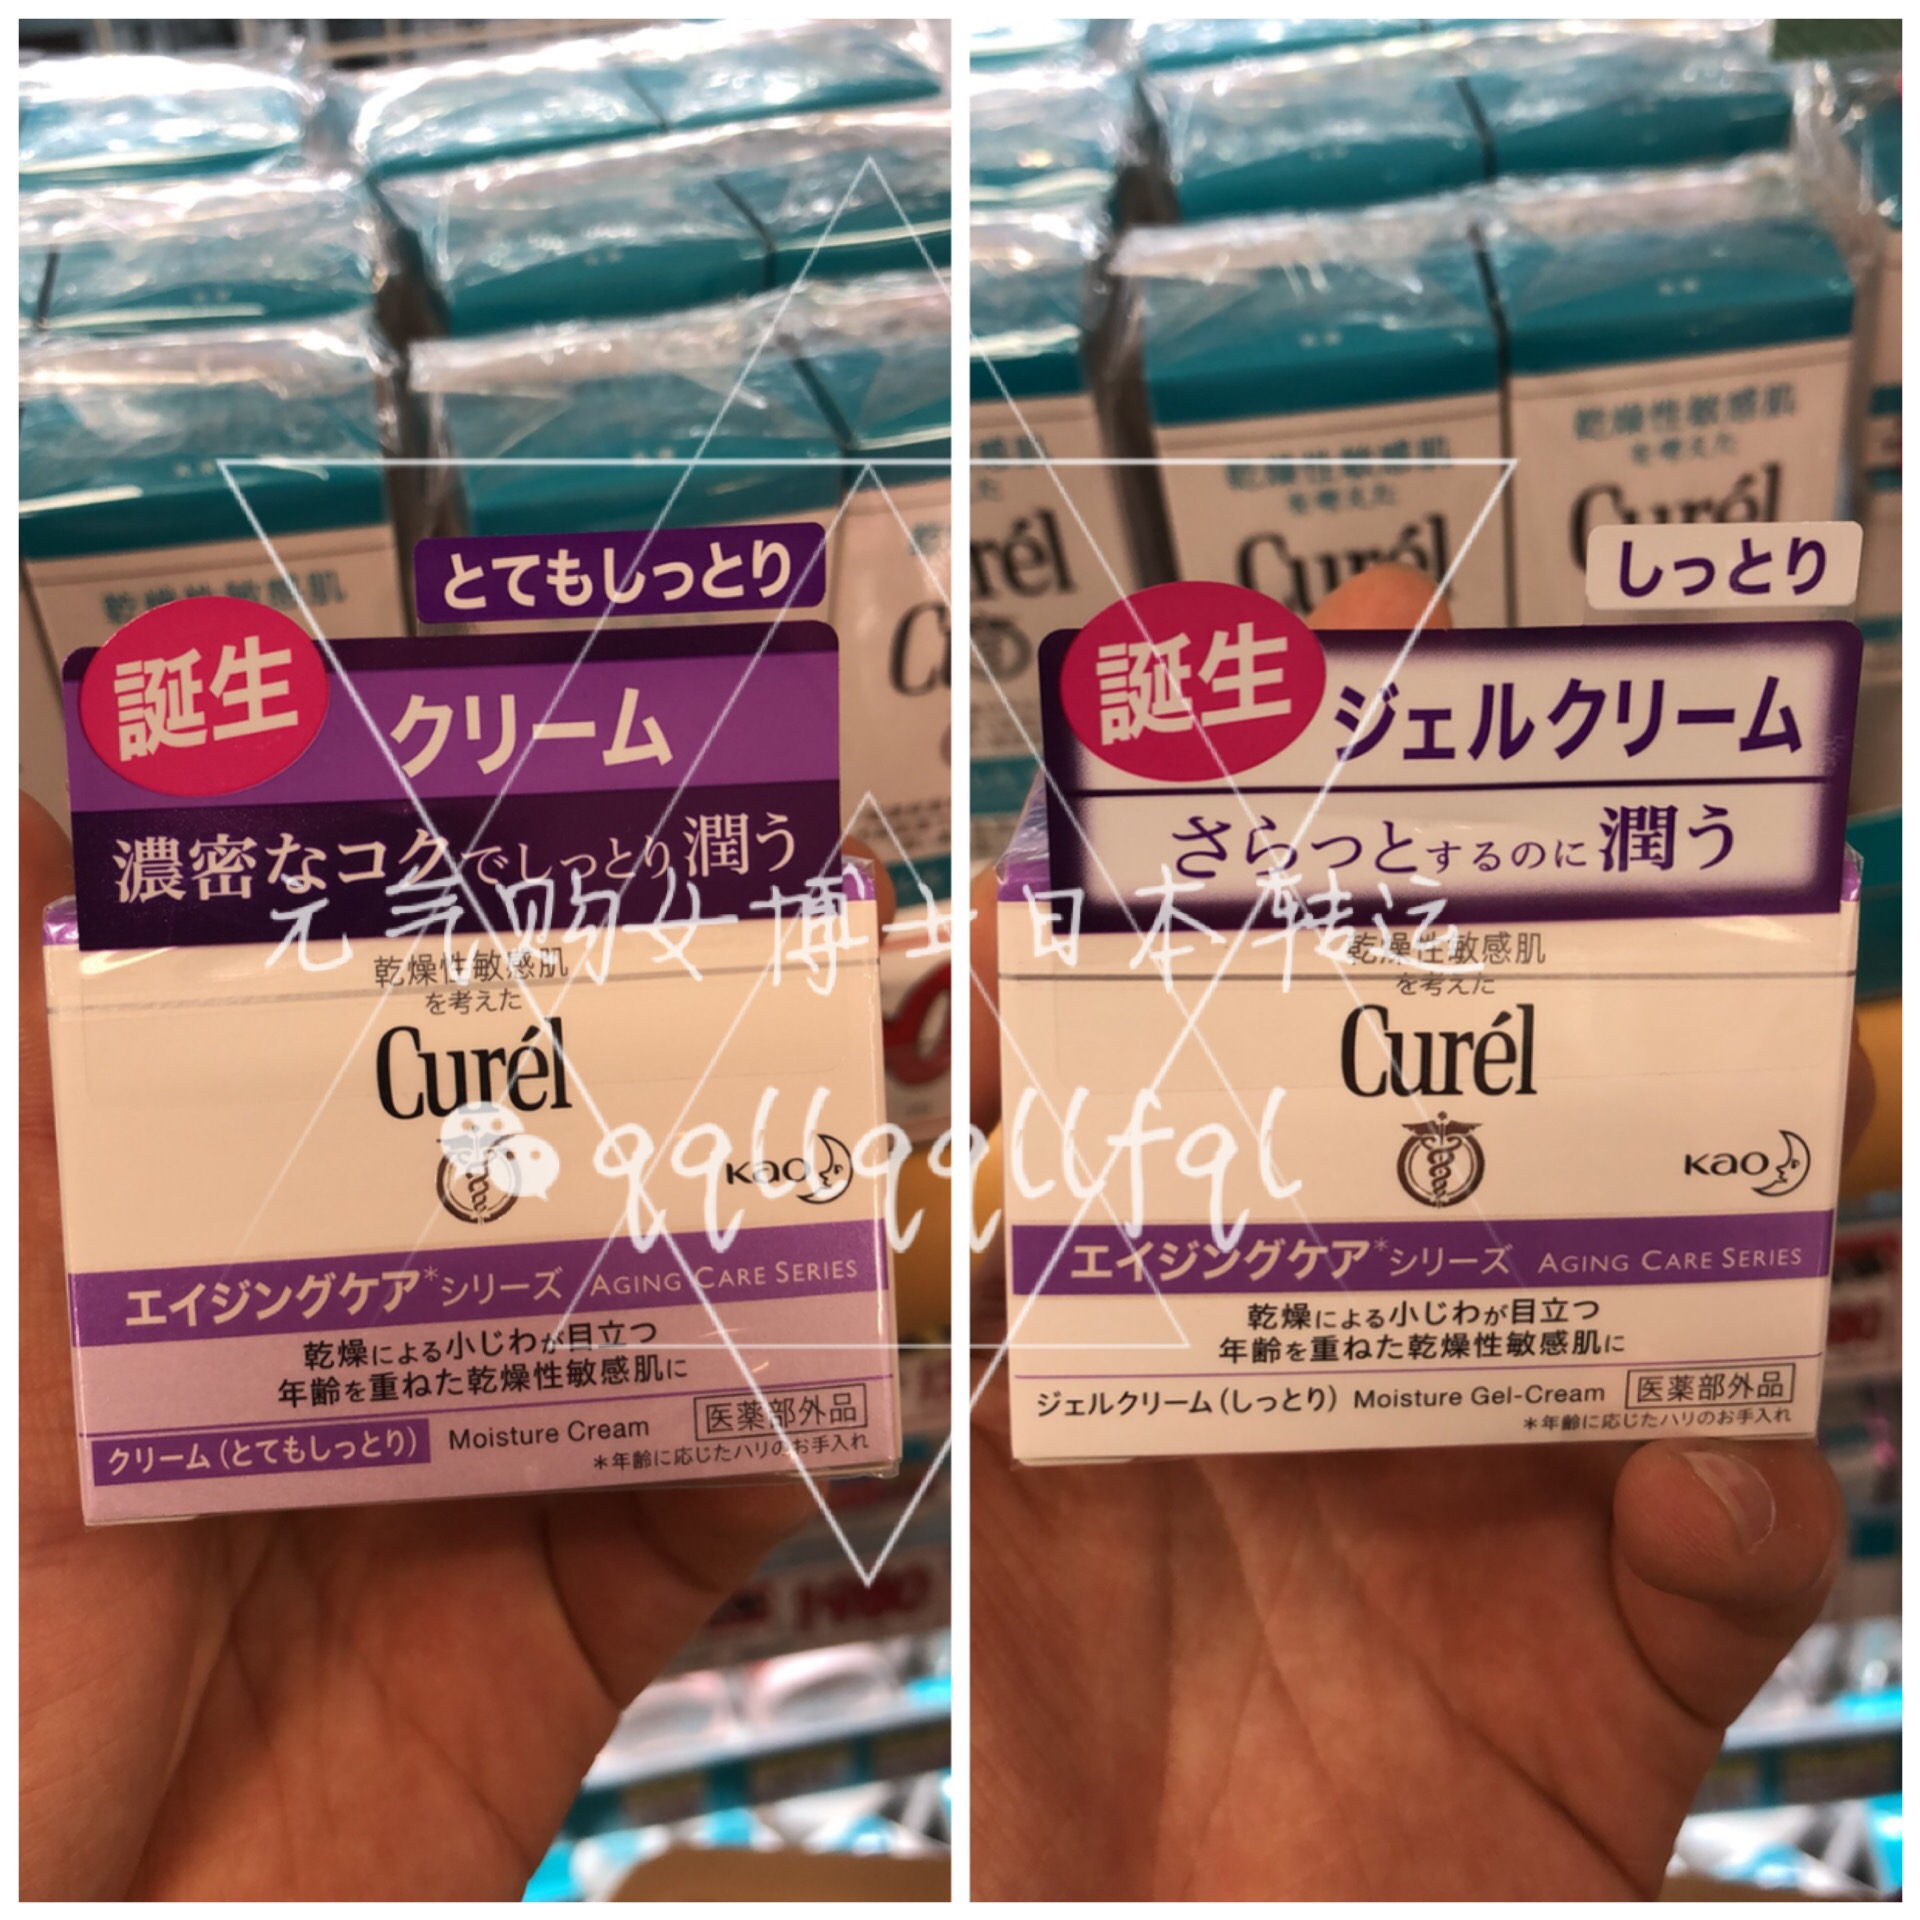 とてもしっとり
誕生
クリーム
濃密なコクでしっとり潤う
乾燥性敏感肌
を考えた
Curél
Kao
エイジングケア*シリーズ AGING CARE SERIES
乾燥による小じわが目立つ
年齢を重ねた乾燥性敏感肌に
クリーム(とてもしっとり) Moisture Cream 医薬部外品
*年齢に応じたハリのお手入れ
乾燥性敏感肌
を考えた
Curél
乾燥性敏感肌
を考えた
Curél
しっとり
誕生
ジェルクリーム
さらっとするのに潤う
乾燥性敏感肌
を考えた
Curél
Kao
エイジングケア*シリーズ AGING CARE SERIES
乾燥による小じわが目立つ
年齢を重ねた乾燥性敏感肌に
ジェルクリーム(しっとり) Moisture Gel-Cream 医薬部外品
*年齢に応じたハリのお手入れ
元气购女博士日本转运
qqllqqllfql